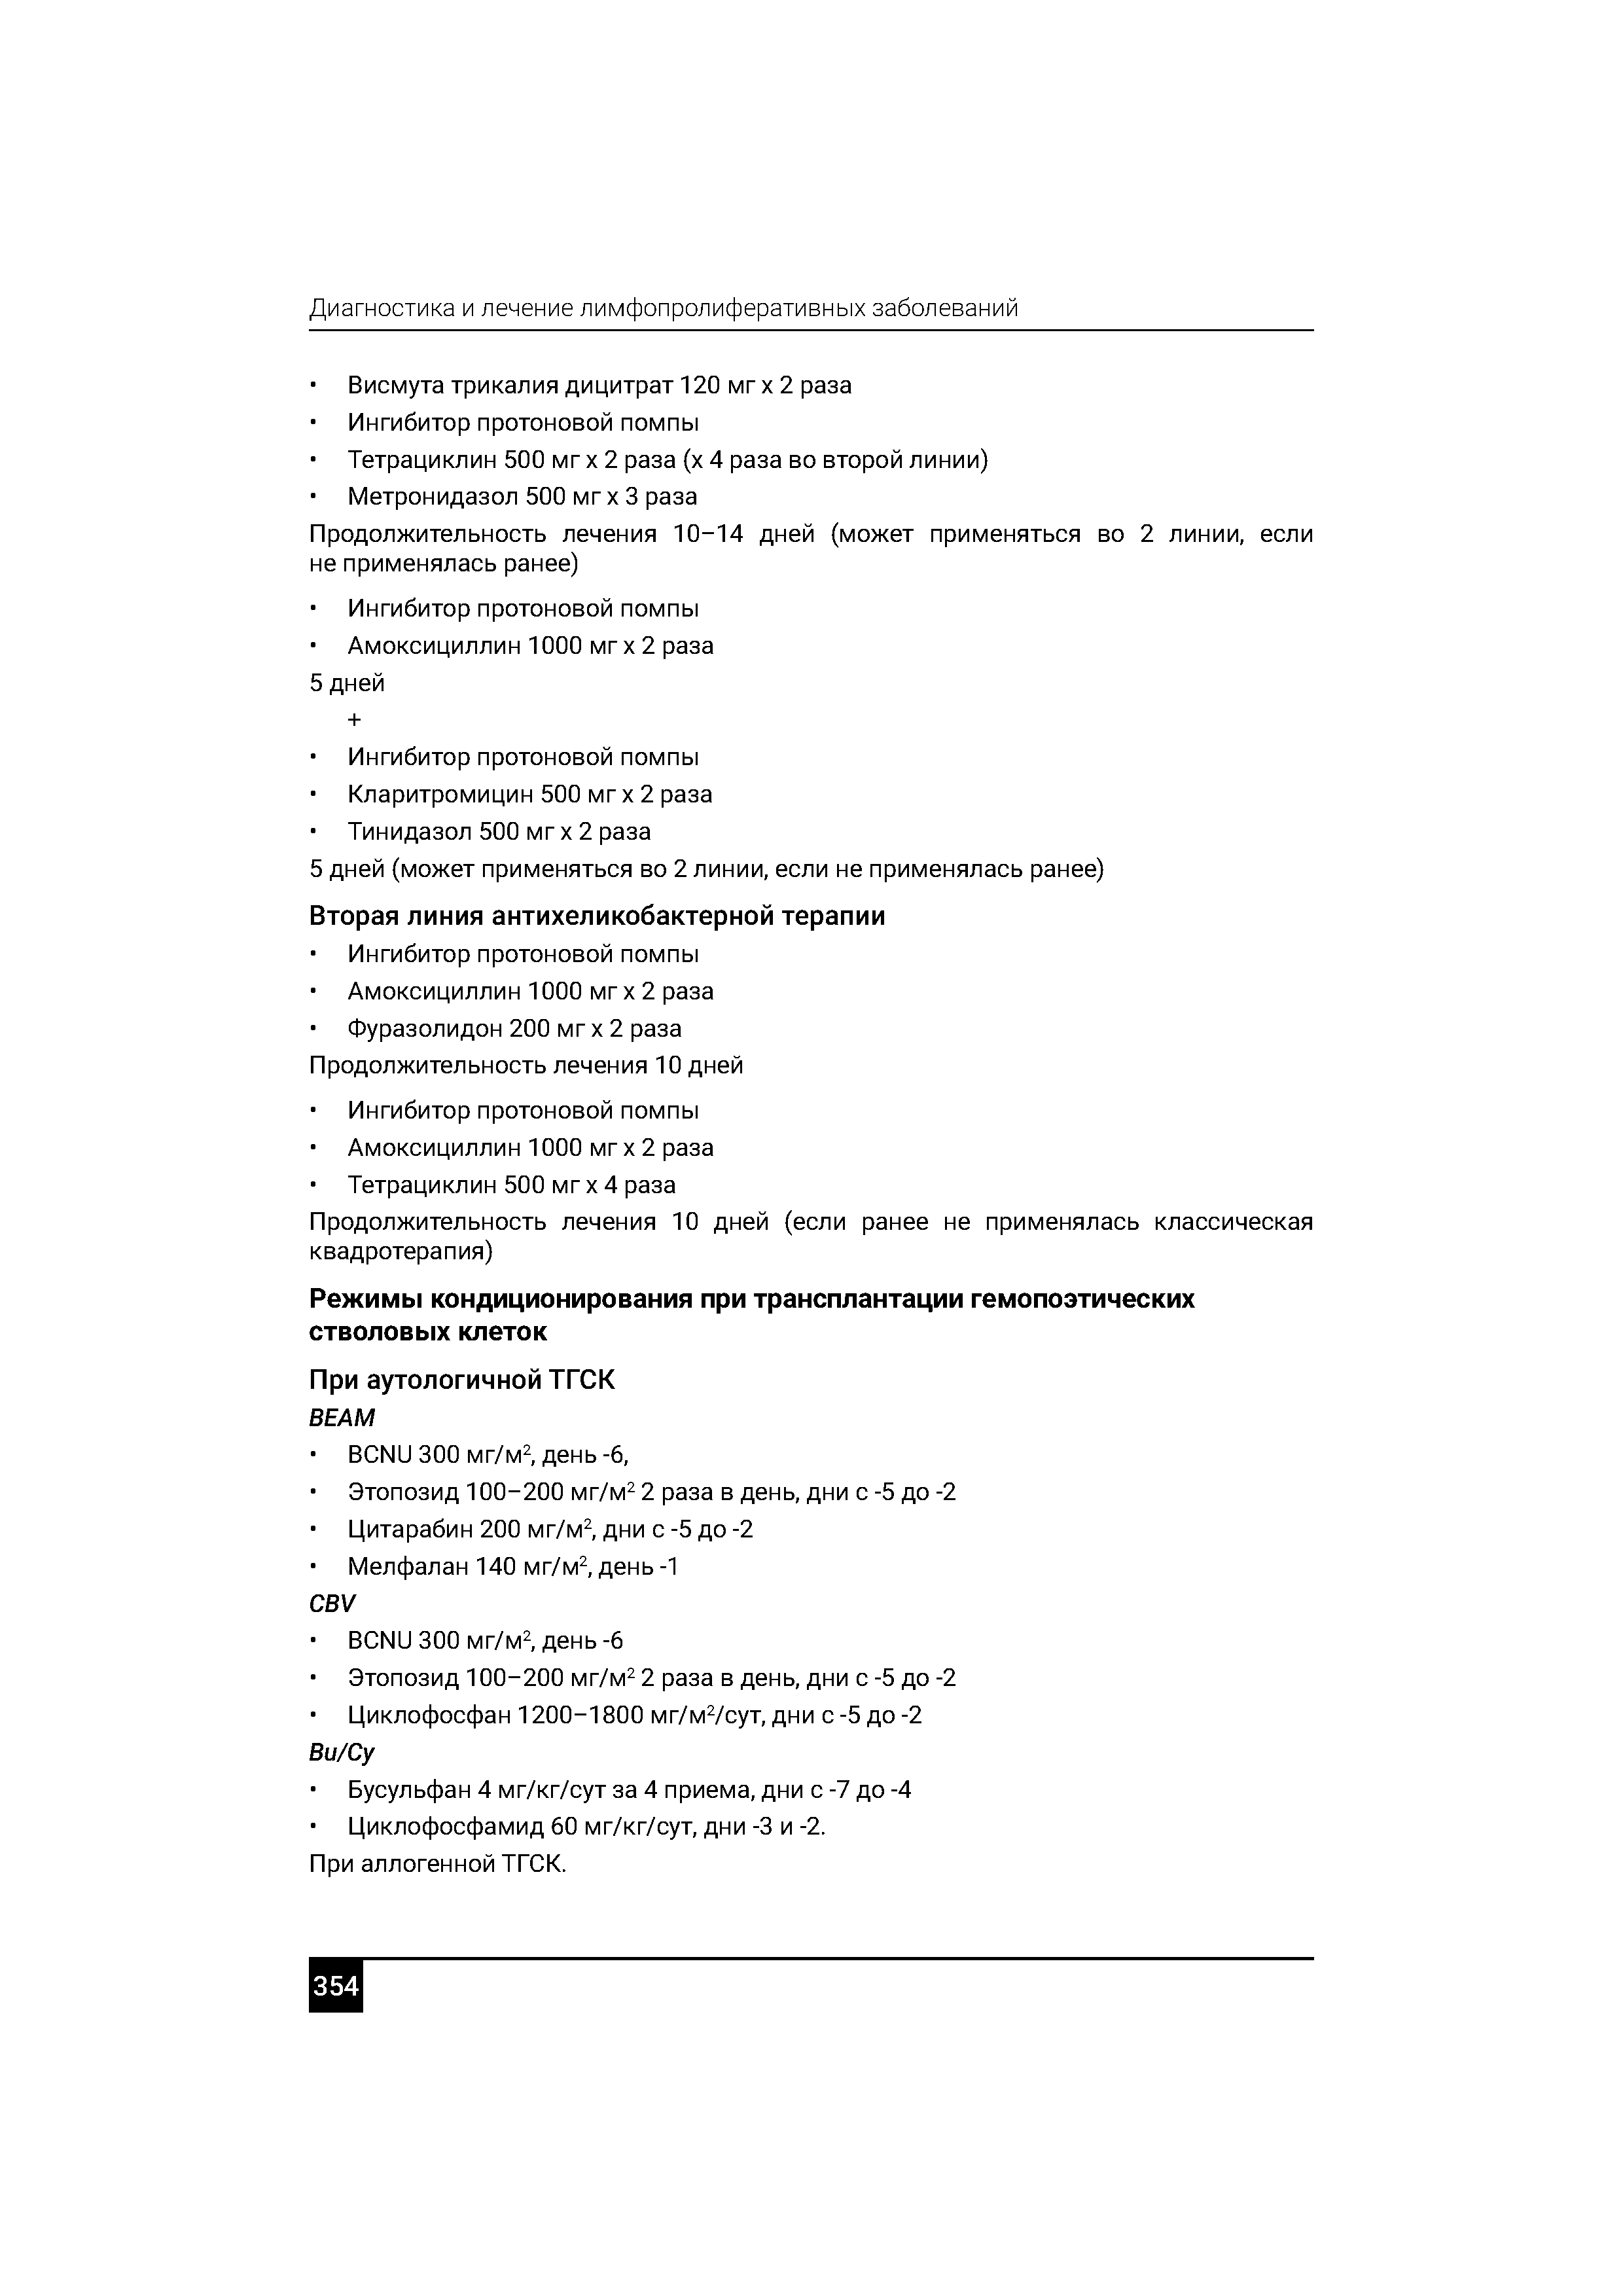 Диагностика и лечение лимфопролиферативных заболеваний
• Висмута трикалия дицитрат 120 мг х 2 раза
• Ингибитор протоновой помпы
• Тетрациклин 500 мг х 2 раза (х 4 раза во второй линии)
• Метронидазол 500 мг х 3 раза
Продолжительность лечения 10–14 дней (может применяться во 2 линии, если
не применялась ранее)
• Ингибитор протоновой помпы
• Амоксициллин 1000 мг х 2 раза
5 дней
+
• Ингибитор протоновой помпы
• Кларитромицин 500 мг х 2 раза
• Тинидазол 500 мг х 2 раза
5 дней (может применяться во 2 линии, если не применялась ранее)
Вторая линия антихеликобактерной терапии
• Ингибитор протоновой помпы
• Амоксициллин 1000 мг х 2 раза
• Фуразолидон 200 мг х 2 раза
Продолжительность лечения 10 дней
• Ингибитор протоновой помпы
• Амоксициллин 1000 мг х 2 раза
• Тетрациклин 500 мг х 4 раза
Продолжительность лечения 10 дней (если ранее не применялась классическая
квадротерапия)
Режимы кондиционирования при трансплантации гемопоэтических
стволовых клеток
При аутологичной ТГСК
BEAM
• BCNU 300 мг/м², день -6,
• Этопозид 100–200 мг/м² 2 раза в день, дни с -5 до -2
• Цитарабин 200 мг/м², дни с -5 до -2
• Мелфалан 140 мг/м², день -1
CBV
• BCNU 300 мг/м², день -6
• Этопозид 100–200 мг/м² 2 раза в день, дни с -5 до -2
• Циклофосфан 1200–1800 мг/м²/сут, дни с -5 до -2
Bu/Cy
• Бусульфан 4 мг/кг/сут за 4 приема, дни с -7 до -4
• Циклофосфамид 60 мг/кг/сут, дни -3 и -2.
При аллогенной ТГСК.
354